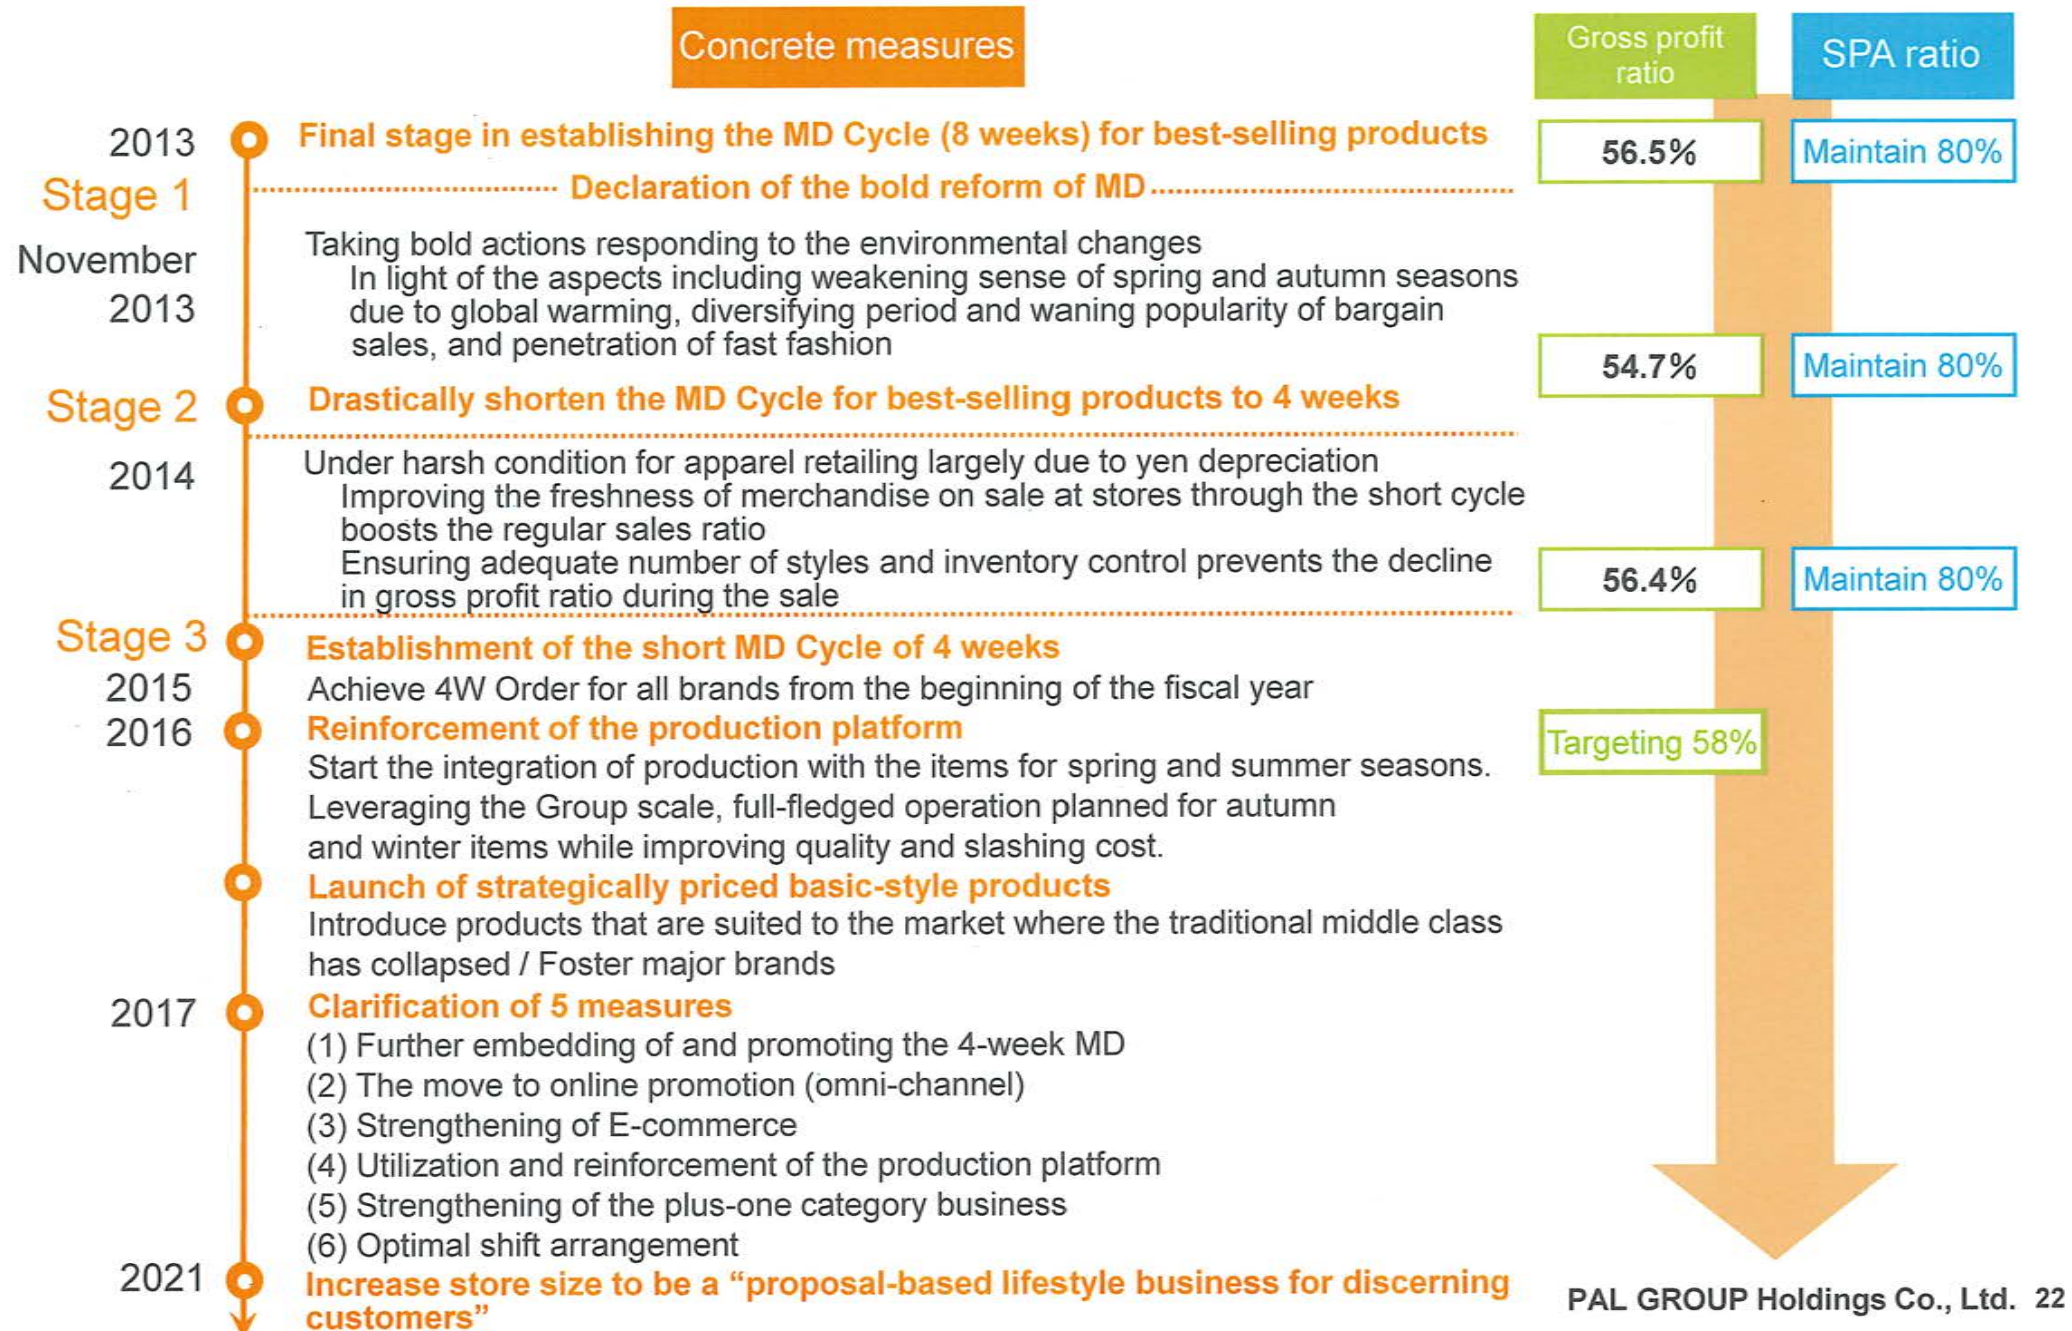 Concrete measures
Gross profit
ratio
SPA ratio
2013
Final stage in establishing the MD Cycle (8 weeks) for best-selling products
56.5%
Maintain 80%
Stage 1
Declaration of the bold reform of MD
November
2013
Taking bold actions responding to the environmental changes
In light of the aspects including weakening sense of spring and autumn seasons
due to global warming, diversifying period and waning popularity of bargain
sales, and penetration of fast fashion
54.7%
Maintain 80%
Stage 2
Drastically shorten the MD Cycle for best-selling products to 4 weeks
2014
Under harsh condition for apparel retailing largely due to yen depreciation
Improving the freshness of merchandise on sale at stores through the short cycle
boosts the regular sales ratio
Ensuring adequate number of styles and inventory control prevents the decline
in gross profit ratio during the sale
56.4%
Maintain 80%
Stage 3
Establishment of the short MD Cycle of 4 weeks
2015
Achieve 4W Order for all brands from the beginning of the fiscal year
2016
Reinforcement of the production platform
Targeting 58%
Start the integration of production with the items for spring and summer seasons.
Leveraging the Group scale, full-fledged operation planned for autumn
and winter items while improving quality and slashing cost.
Launch of strategically priced basic-style products
Introduce products that are suited to the market where the traditional middle class
has collapsed / Foster major brands
2017
Clarification of 5 measures
(1) Further embedding of and promoting the 4-week MD
(2) The move to online promotion (omni-channel)
(3) Strengthening of E-commerce
(4) Utilization and reinforcement of the production platform
(5) Strengthening of the plus-one category business
(6) Optimal shift arrangement
2021
Increase store size to be a “proposal-based lifestyle business for discerning
customers”
PAL GROUP Holdings Co., Ltd. 22